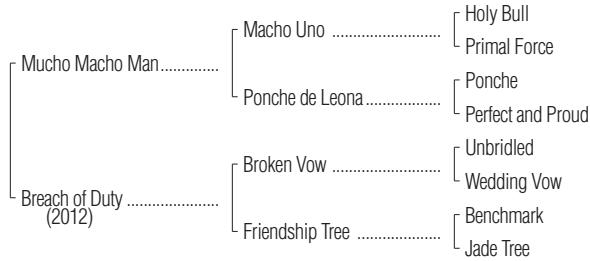 Holy Bull
Macho Uno ........................
Primal Force
Mucho Macho Man.............
Ponche
Ponche de Leona.................
Perfect and Proud
Unbridled
Broken Vow ........................
Wedding Vow
Breach of Duty ....................
(2012)
Benchmark
Friendship Tree ...................
Jade Tree